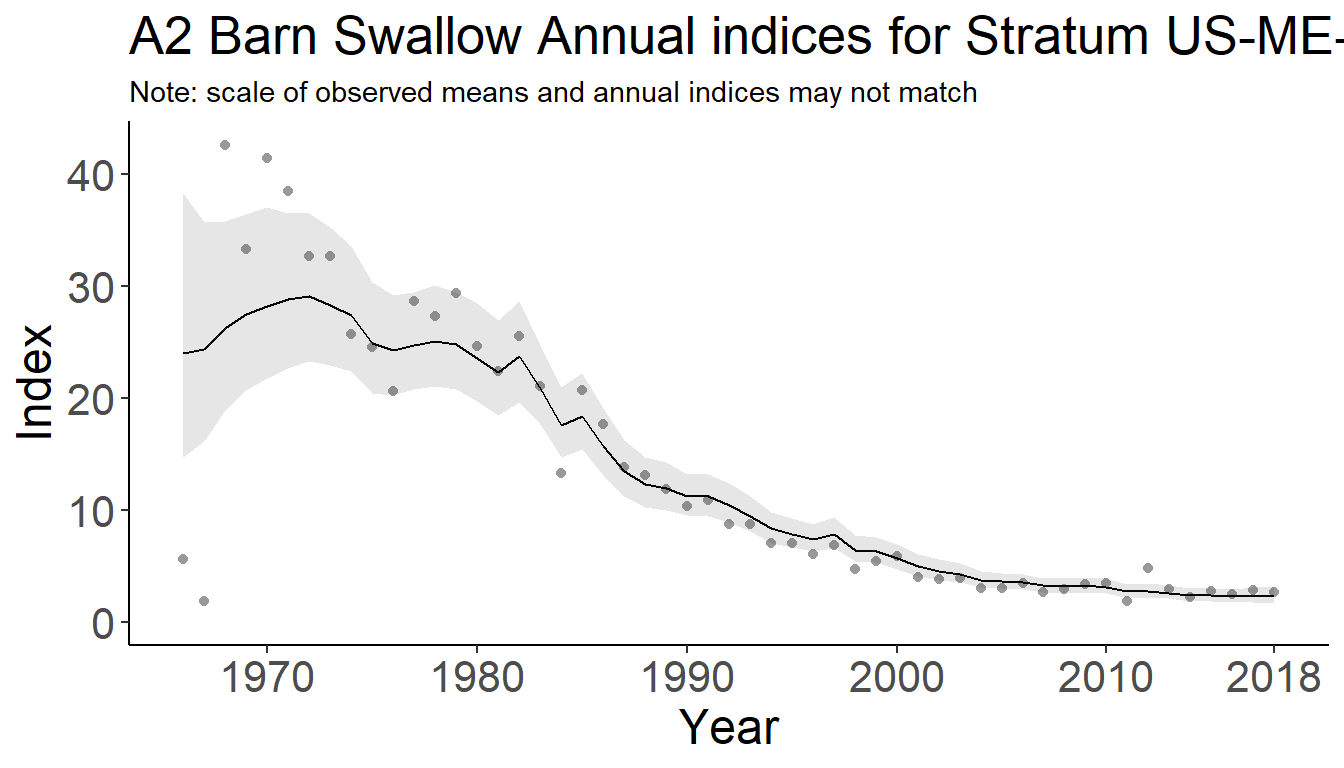 A2 Barn Swallow Annual indices for Stratum US-ME-
Note: scale of observed means and annual indices may not match
40
30
20
10
0
Index
1970 1980 1990 2000 2010 2018
Year